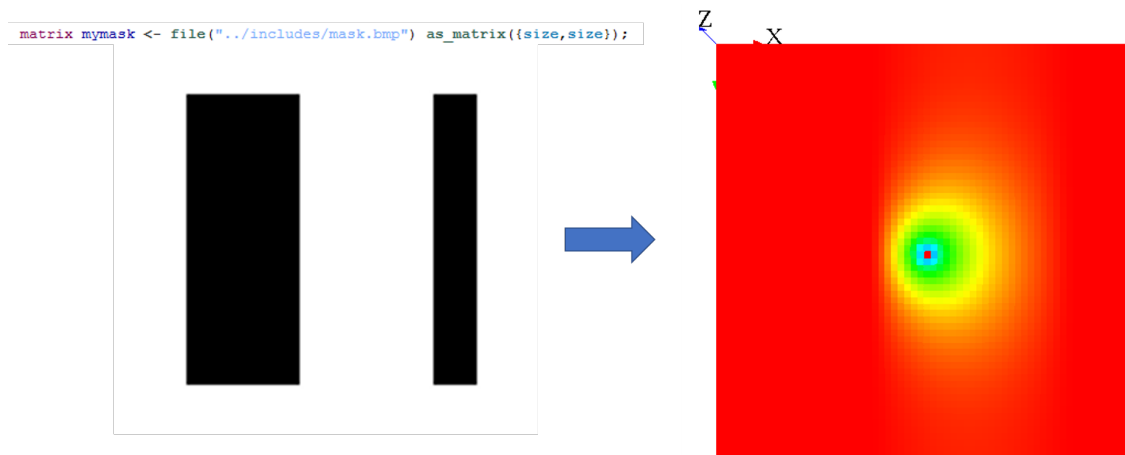 matrix mymask <- file("../includes/mask.bmp") as_matrix({size,size});
Z
X